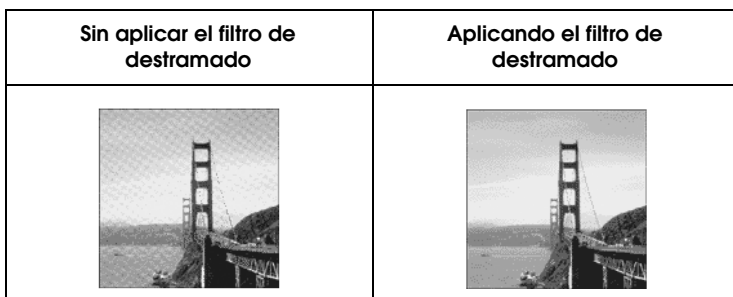 Sin aplicar el filtro de
destramado
Aplicando el filtro de
destramado